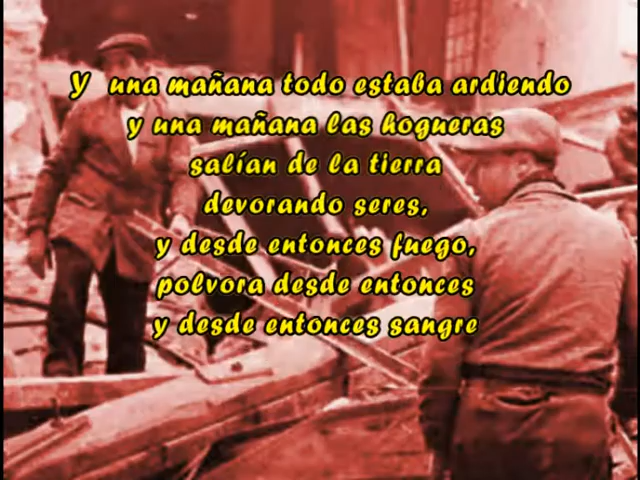 Y una mañana todo estaba ardiendo
y una mañana las hogueras
salían de la tierra
devorando seres,
y desde entonces fuego,
polvora desde entonces
y desde entonces sangre